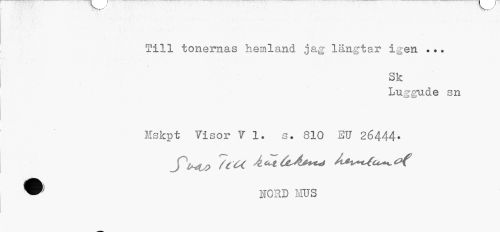 Till tonernas hemland jag längtar igen ...
Sk
Luggude sn
Mskpt Visor V 1. s. 810 EU 26444.
Svas Till kärlekens hemland
NORD MUS